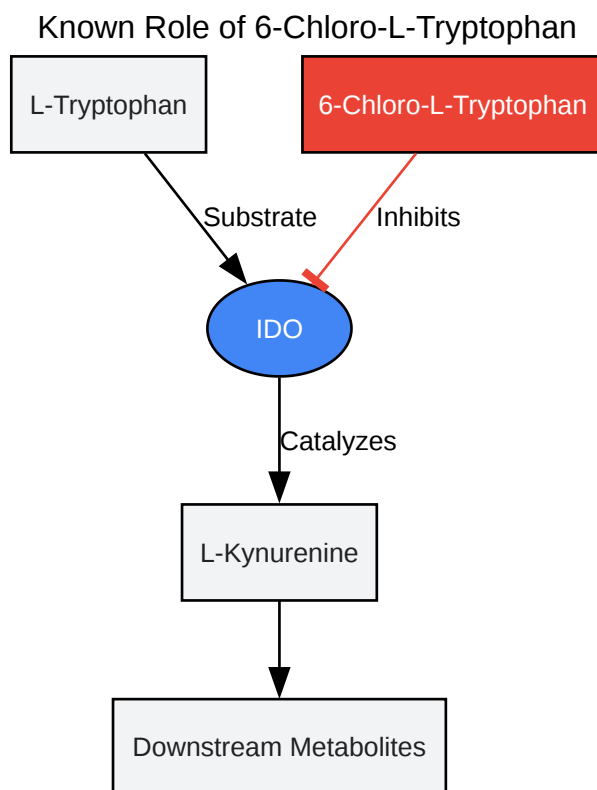 Known Role of 6-Chloro-L-Tryptophan
L-Tryptophan
6-Chloro-L-Tryptophan
Substrate
Inhibits
IDO
Catalyzes
L-Kynurenine
Downstream Metabolites